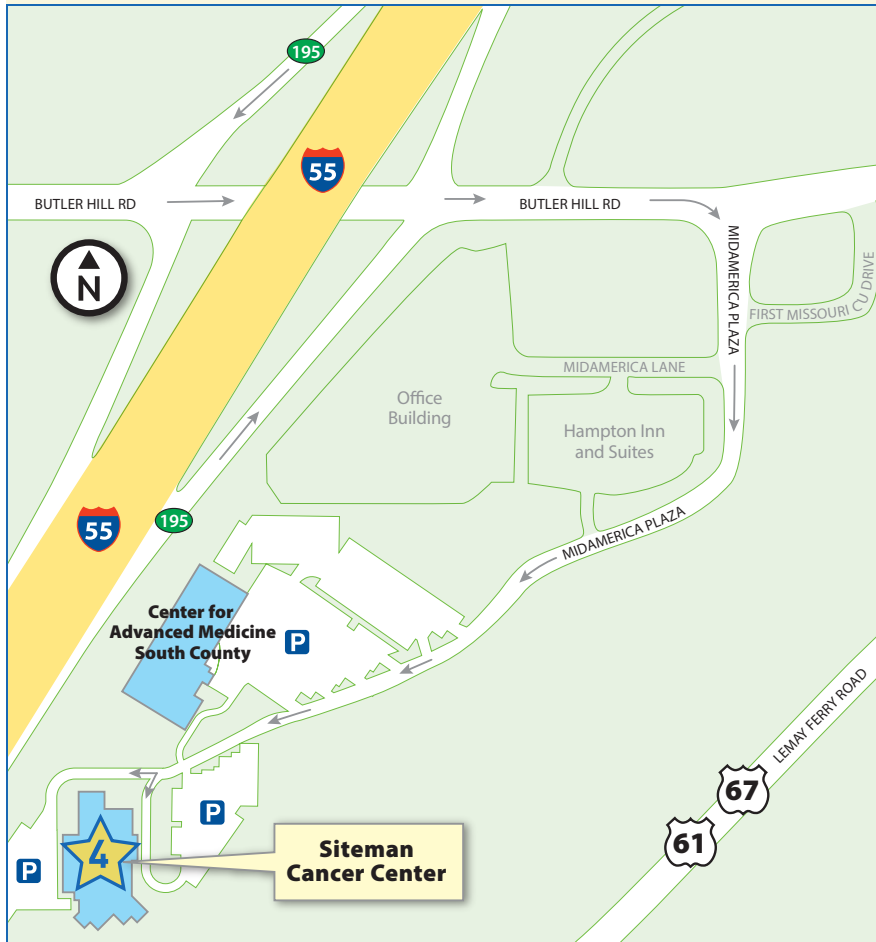 195
55
BUTLER HILL RD
BUTLER HILL RD
N
MIDAMERICA PLAZA
FIRST MISSOURI CU DRIVE
MIDAMERICA LANE
Office
Building
Hampton Inn
and Suites
55
195
MIDAMERICA PLAZA
Center for
Advanced Medicine
South County
P
LEMAY FERRY ROAD
67
61
P
P
4
Siteman
Cancer Center